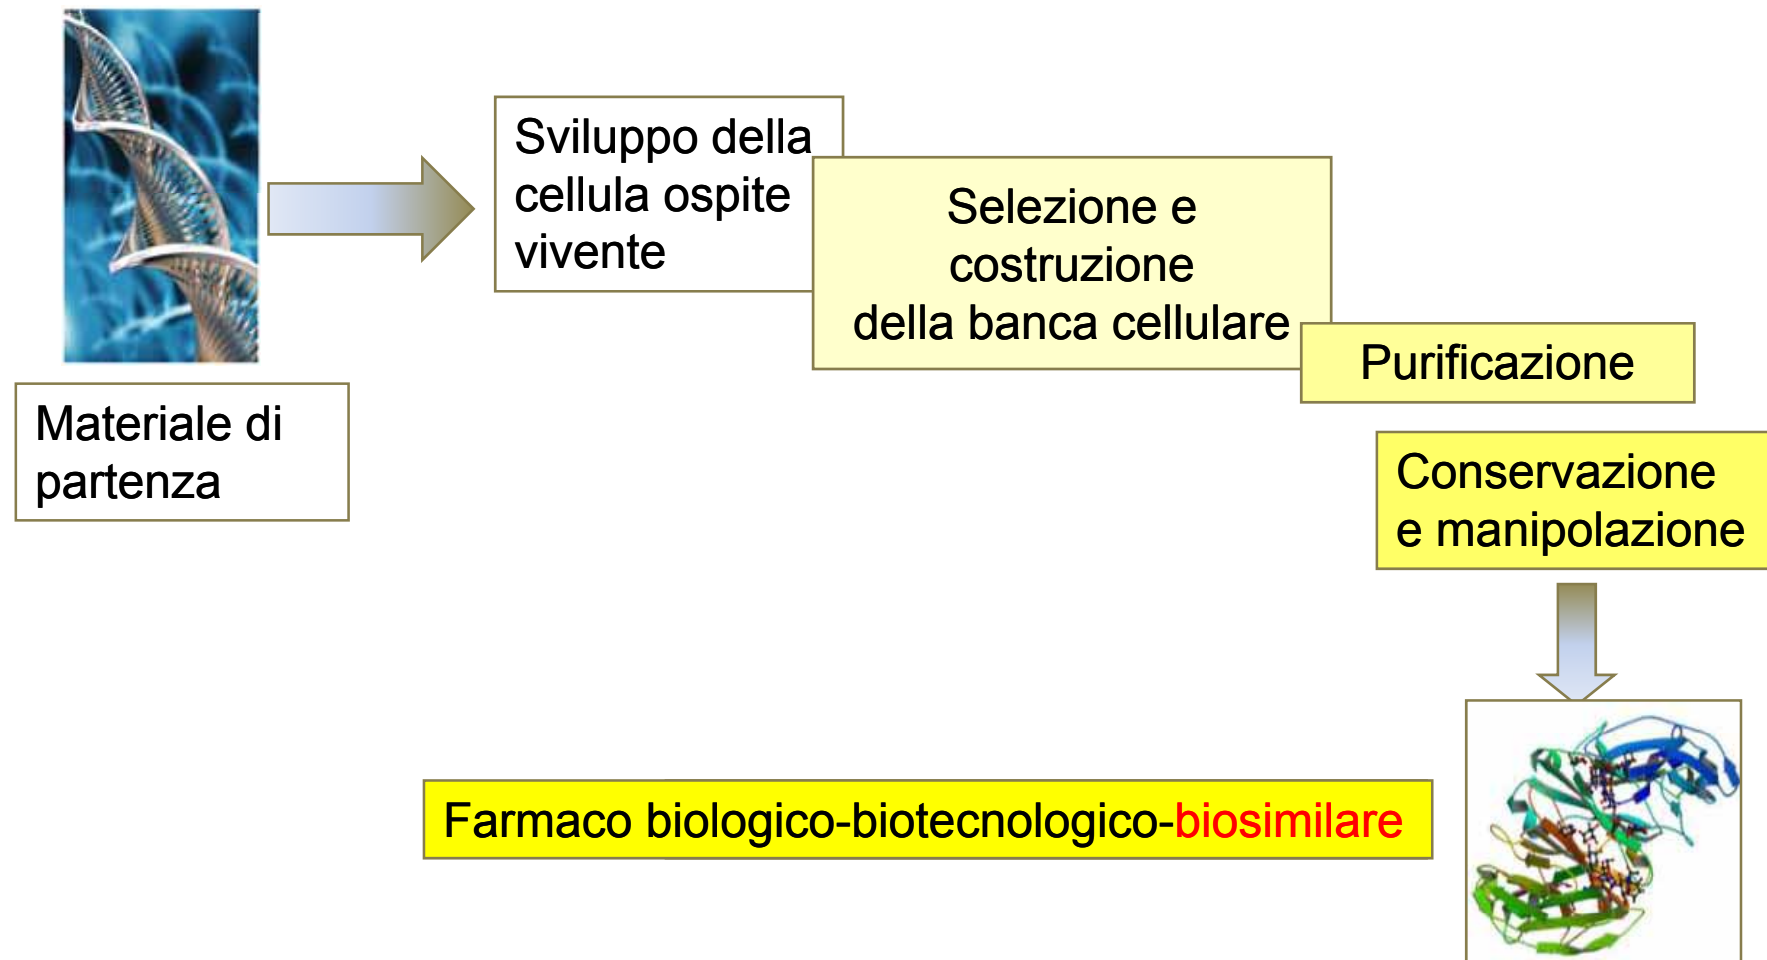 Materiale di
partenza
Sviluppo della
cellula ospite
vivente
Selezione e
costruzione
della banca cellulare
Purificazione
Conservazione
e manipolazione
Farmaco biologico-biotecnologico-biosimilare